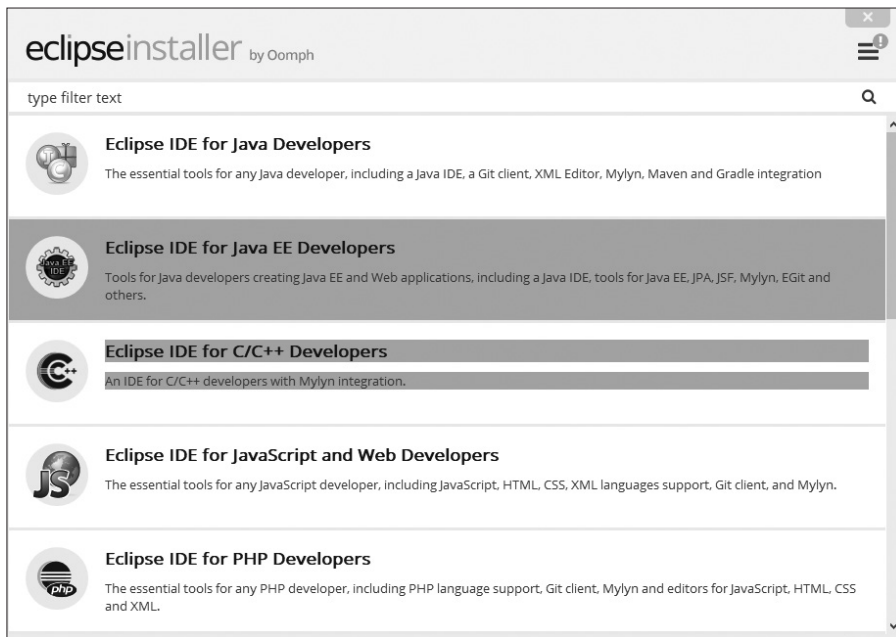 eclipseinstaller by Oomph
type filter text
Eclipse IDE for Java Developers
The essential tools for any Java developer, including a Java IDE, a Git client, XML Editor, Mylyn, Maven and Gradle integration
Java EE
IDE
Eclipse IDE for Java EE Developers
Tools for Java developers creating Java EE and Web applications, including a Java IDE, tools for Java EE, JPA, JSF, Mylyn, EGit and
others.
C++
Eclipse IDE for C/C++ Developers
An IDE for C/C++ developers with Mylyn integration.
JS
Eclipse IDE for JavaScript and Web Developers
The essential tools for any JavaScript developer, including JavaScript, HTML, CSS, XML languages support, Git client, and Mylyn.
php
Eclipse IDE for PHP Developers
The essential tools for any PHP developer, including PHP language support, Git client, Mylyn and editors for JavaScript, HTML, CSS
and XML.